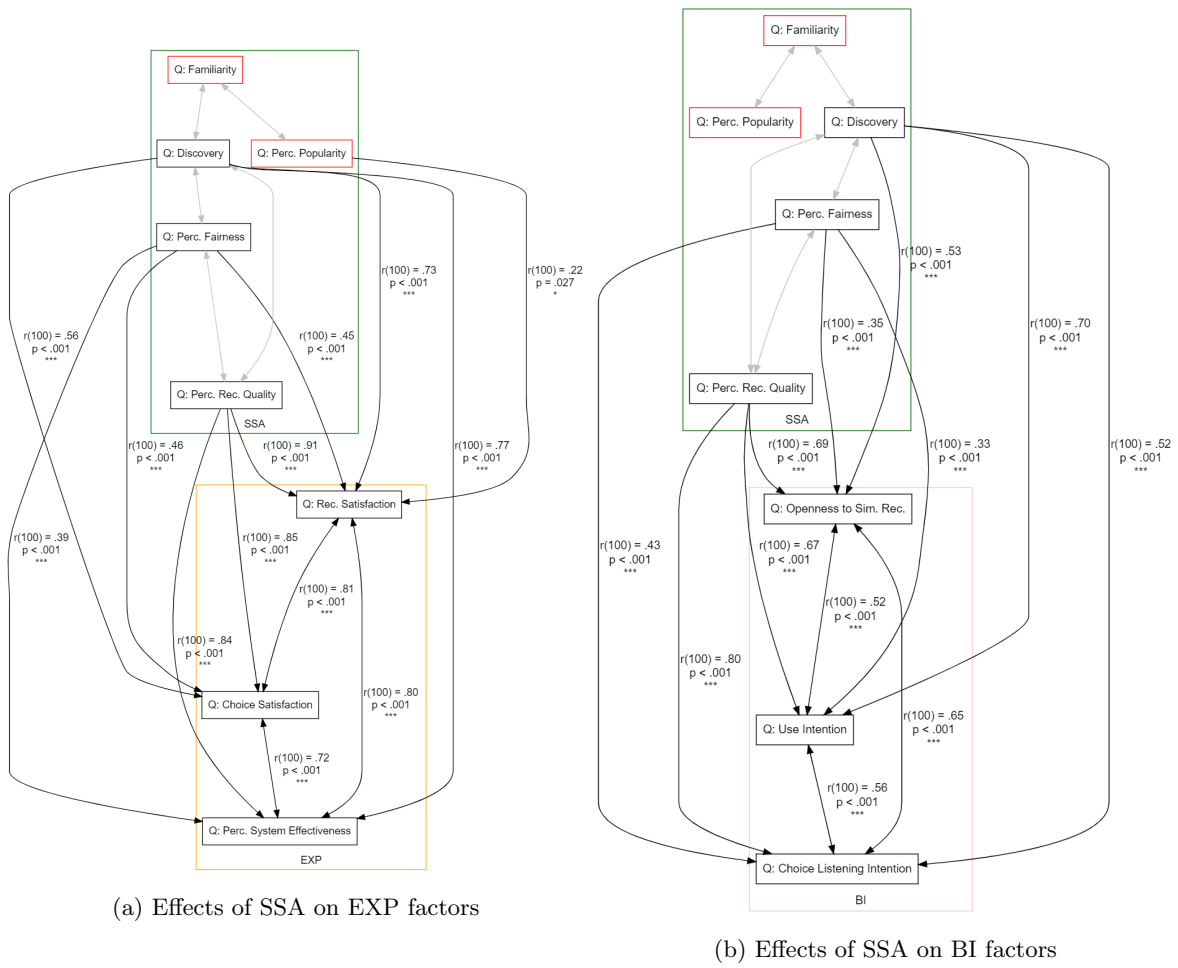 Q: Familiarity
Q: Discovery
Q: Perc. Popularity
Q: Perc. Fairness
r(100) = .73
p < .001
***
r(100) = .22
p = .027
*
r(100) = .56
p < .001
***
r(100) = .45
p < .001
***
Q: Perc. Rec. Quality
SSA
r(100) = .46
p < .001
***
r(100) = .91
p < .001
***
r(100) = .77
p < .001
***
Q: Rec. Satisfaction
r(100) = .39
p < .001
***
r(100) = .85
p < .001
***
r(100) = .81
p < .001
***
r(100) = .84
p < .001
***
Q: Choice Satisfaction
r(100) = .80
p < .001
***
r(100) = .72
p < .001
***
Q: Perc. System Effectiveness
EXP
(a) Effects of SSA on EXP factors
Q: Familiarity
Q: Perc. Popularity
Q: Discovery
Q: Perc. Fairness
r(100) = .53
p < .001
***
r(100) = .35
p < .001
***
r(100) = .70
p < .001
***
Q: Perc. Rec. Quality
SSA
r(100) = .69
p < .001
***
r(100) = .33
p < .001
***
r(100) = .52
p < .001
***
Q: Openness to Sim. Rec.
r(100) = .43
p < .001
***
r(100) = .67
p < .001
***
r(100) = .52
p < .001
***
r(100) = .80
p < .001
***
Q: Use Intention
r(100) = .65
p < .001
***
r(100) = .56
p < .001
***
Q: Choice Listening Intention
BI
(b) Effects of SSA on BI factors